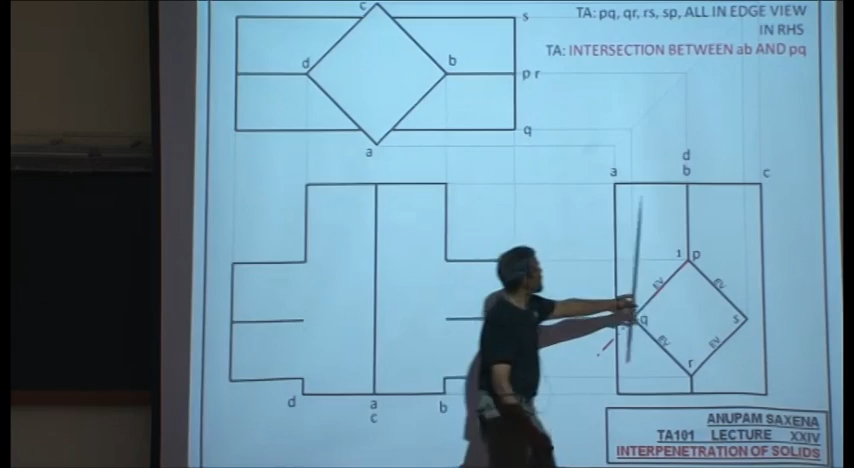 TA: pq, qr, rs, sp, ALL IN EDGE VIEW
IN RHS
TA: INTERSECTION BETWEEN ab AND pq
c
s
d
b
p r
q
a
d
a
b
c
1
p
EV
EV
q
s
EV
EV
r
d
a
b
c
ANUPAM SAXENA
TA101 LECTURE XXIV
INTERPENETRATION OF SOLIDS